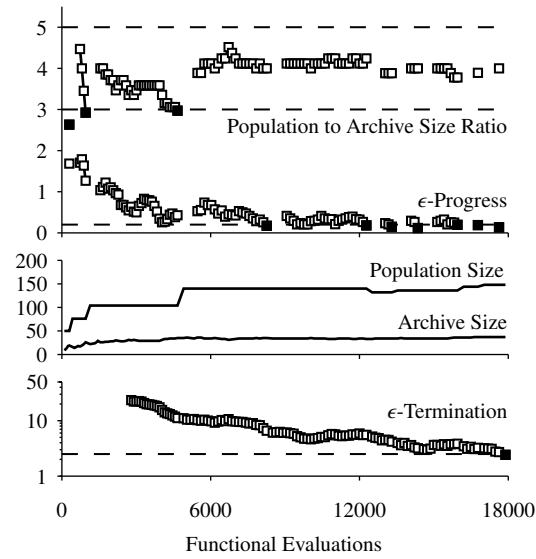 5
4
3
Population to Archive Size Ratio
2
ϵ-Progress
1
0
200
Population Size
150
100
50
Archive Size
0
50
ϵ-Termination
10
1
0 6000 12000 18000
Functional Evaluations